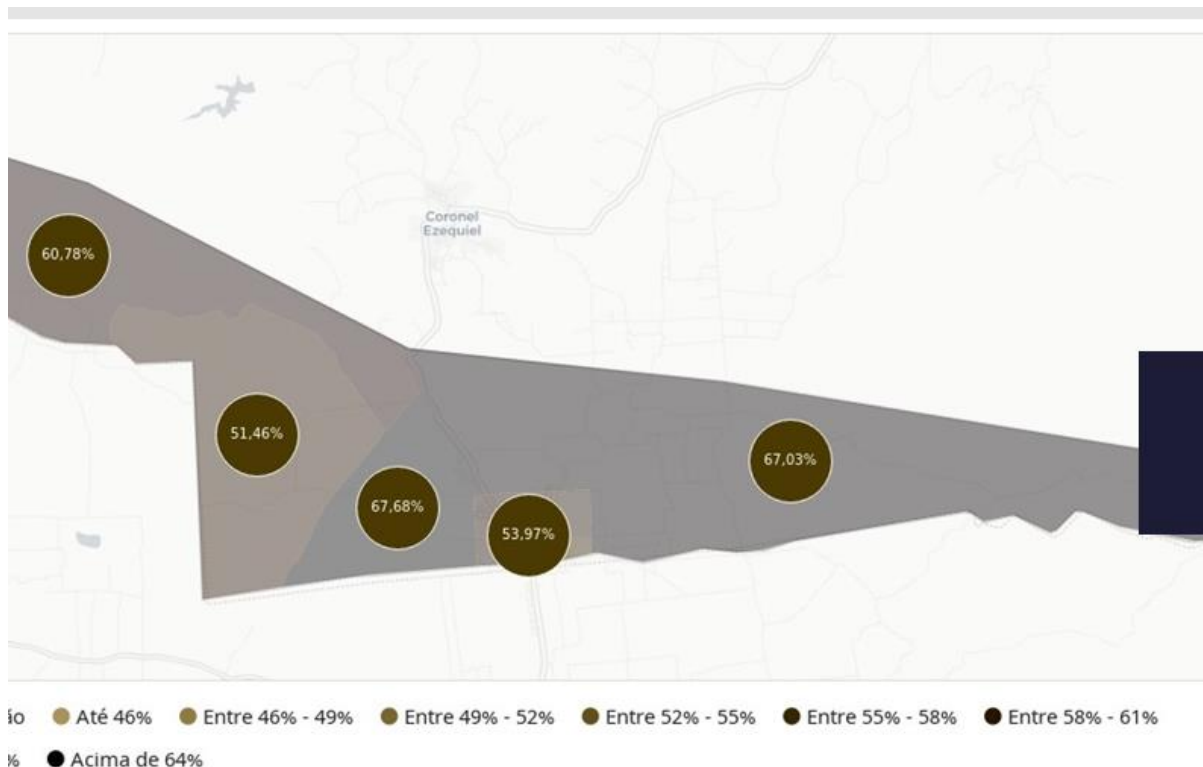 Coronel
Ezequiel
60,78%
51,46%
67,03%
67,68%
53,97%
ão Até 46% Entre 46% - 49% Entre 49% - 52% Entre 52% - 55% Entre 55% - 58% Entre 58% - 61%
% Acima de 64%